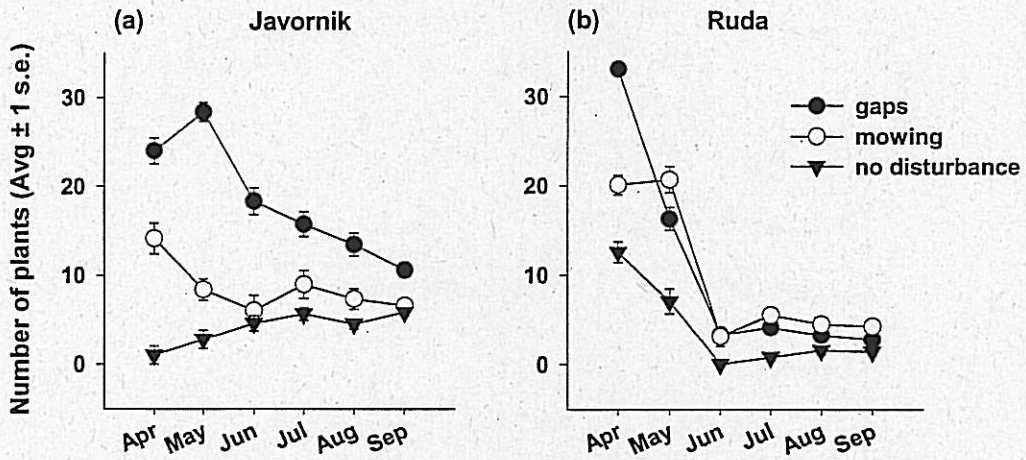 (a) Javornik
(b) Ruda
Number of plants (Avg ± 1 s.e.)
30
20
10
0
Apr May Jun Jul Aug Sep
30
20
10
0
Apr May Jun Jul Aug Sep
gaps
mowing
no disturbance